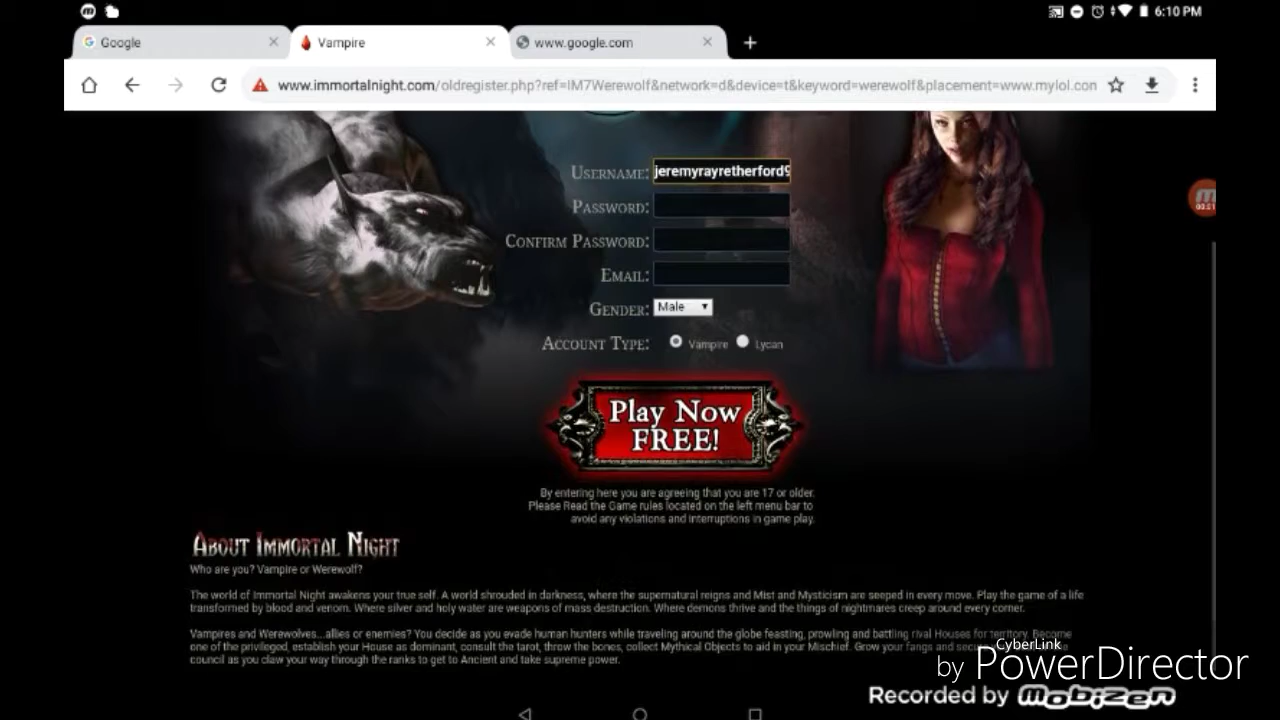 6:10 PM
Google
Vampire
www.google.com
www.immortalnight.com/oldregister.php?ref=IM7Werewolf&network=d&device=t&keyword=werewolf&placement=www.mylol.com
Username: jeremyrayretherford9
Password:
Confirm Password:
Email:
Gender: Male
Account Type: Vampire Lycan
00:21
Play Now
FREE!
By entering here you are agreeing that you are 17 or older.
Please Read the Game rules located on the left menu bar to
avoid any violations and interruptions in game play.
About Immortal Night
Who are you? Vampire or Werewolf?
The world of Immortal Night awakens your true self. A world shrouded in darkness, where the supernatural reigns and Mist and Mysticism are seeped in every move. Play the game of a life
transformed by blood and venom. Where silver and holy water are weapons of mass destruction. Where demons thrive and the things of nightmares creep around every corner.
Vampires and Werewolves...allies or enemies? You decide as you evade human hunters while traveling around the globe feasting, prowling and battling rival Houses for territory. Become
one of the privileged, establish your House as dominant, consult the tarot, throw the bones, collect Mythical Objects to aid in your Mischief. Grow your fangs and
council as you claw your way through the ranks to get to Ancient and take supreme power.
CyberLink
by PowerDirector
Recorded by mobizen